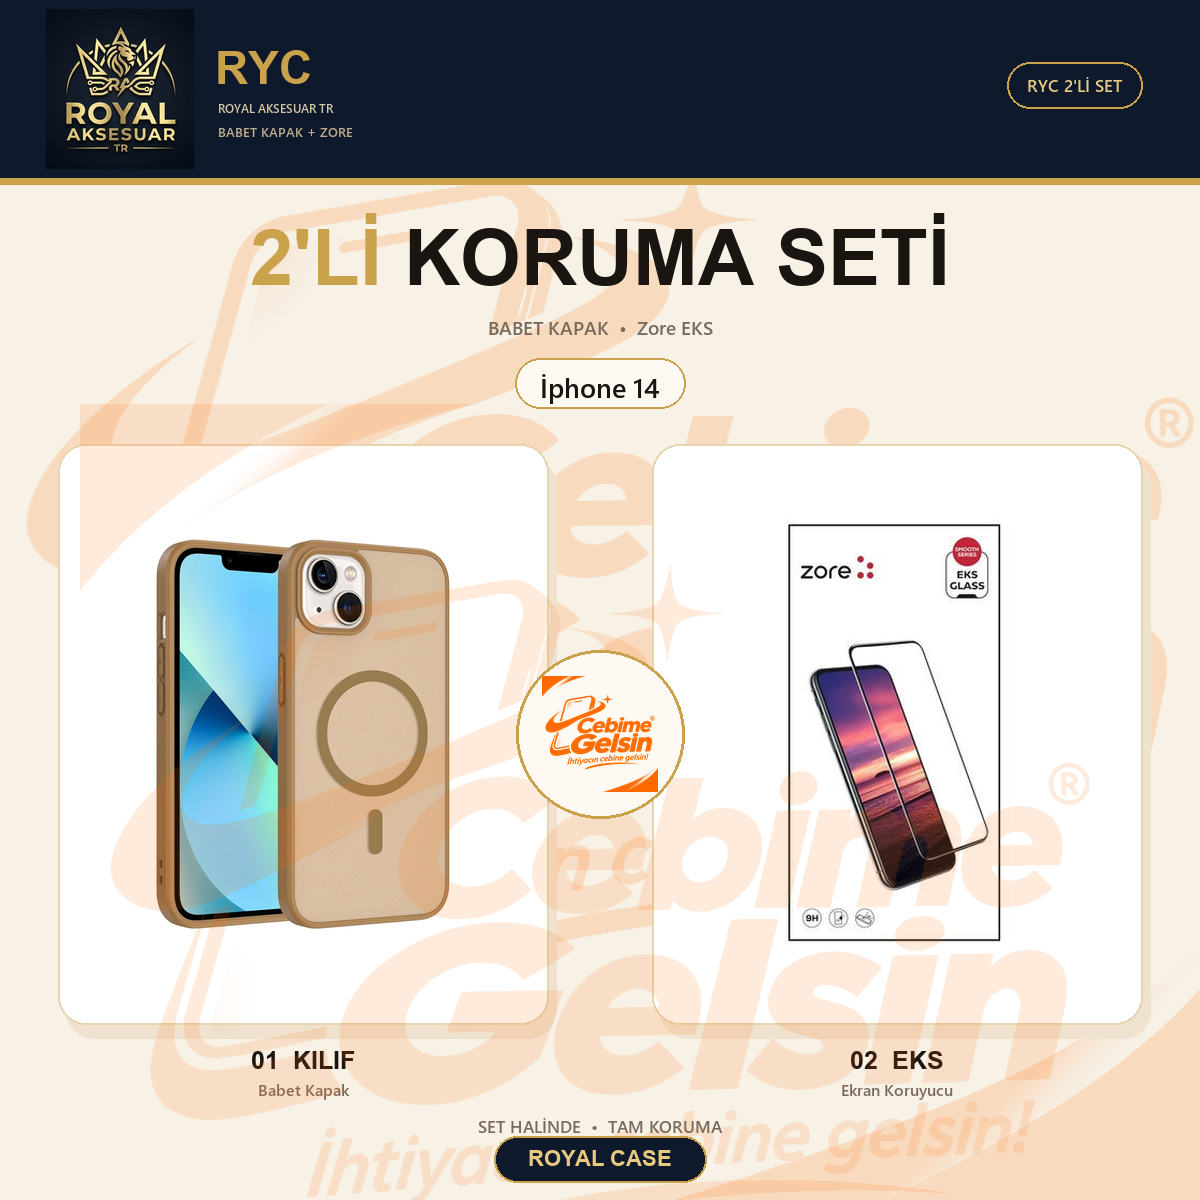 ROYAL
AKSESUAR
TR
RYC
ROYAL AKSESUAR TR
BABET KAPAK + ZORE
RYC 2'Lİ SET
2'Lİ KORUMA SETİ
BABET KAPAK • Zore EKS
İphone 14
zore
SMOOTH SERIES
EKS
GLASS
9H
Cebime®
Gelsin
İhtiyacın cebine gelsin!
Cebime ®
Gelsin
01 KILIF
Babet Kapak
02 EKS
Ekran Koruyucu
SET HALİNDE • TAM KORUMA
ROYAL CASE